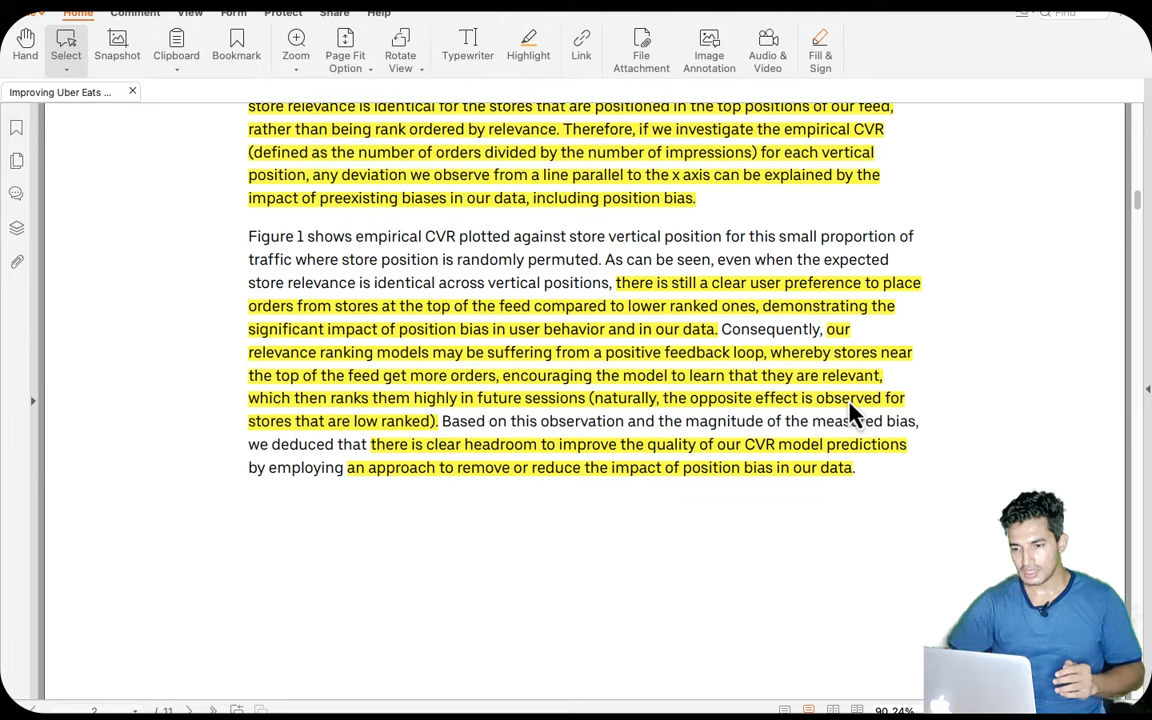 Home Comment View Form Protect Share Help
Find
Hand Select Snapshot Clipboard Bookmark Zoom Page Fit Option Rotate View Typewriter Highlight Link File Attachment Image Annotation Audio & Video Fill & Sign
Improving Uber Eats ...
store relevance is identical for the stores that are positioned in the top positions of our feed,
rather than being rank ordered by relevance. Therefore, if we investigate the empirical CVR
(defined as the number of orders divided by the number of impressions) for each vertical
position, any deviation we observe from a line parallel to the x axis can be explained by the
impact of preexisting biases in our data, including position bias.
Figure 1 shows empirical CVR plotted against store vertical position for this small proportion of
traffic where store position is randomly permuted. As can be seen, even when the expected
store relevance is identical across vertical positions, there is still a clear user preference to place
orders from stores at the top of the feed compared to lower ranked ones, demonstrating the
significant impact of position bias in user behavior and in our data. Consequently, our
relevance ranking models may be suffering from a positive feedback loop, whereby stores near
the top of the feed get more orders, encouraging the model to learn that they are relevant,
which then ranks them highly in future sessions (naturally, the opposite effect is observed for
stores that are low ranked). Based on this observation and the magnitude of the measured bias,
we deduced that there is clear headroom to improve the quality of our CVR model predictions
by employing an approach to remove or reduce the impact of position bias in our data.
2 / 11 90.24%